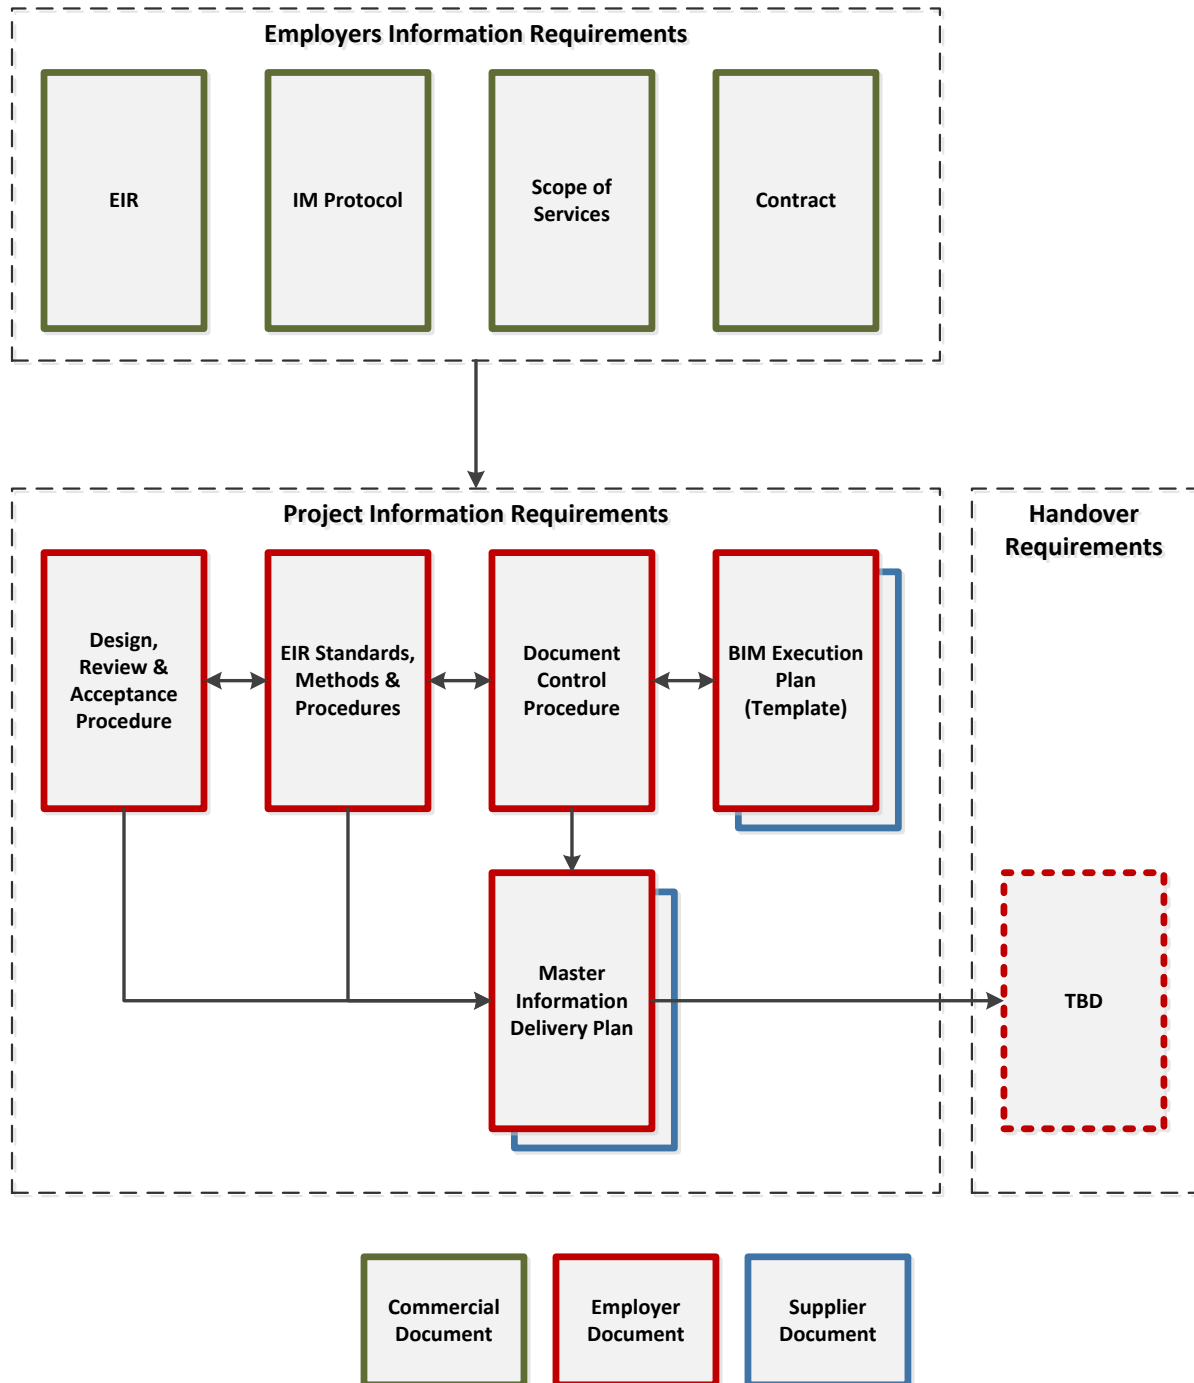 Employers Information Requirements
EIR
IM Protocol
Scope of
Services
Contract
Project Information Requirements
Handover
Requirements
Design,
Review &
Acceptance
Procedure
EIR Standards,
Methods &
Procedures
Document
Control
Procedure
BIM Execution
Plan
(Template)
Master
Information
Delivery Plan
TBD
Commercial
Document
Employer
Document
Supplier
Document